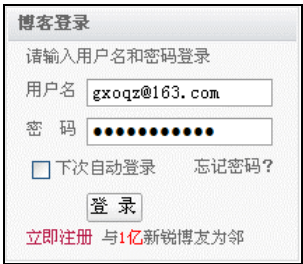 博客登录
请输入用户名和密码登录
用户名 gxoqz@163.com
密 码 ●●●●●●●●●●●
下次自动登录 忘记密码?
登 录
立即注册 与1亿新锐博友为邻